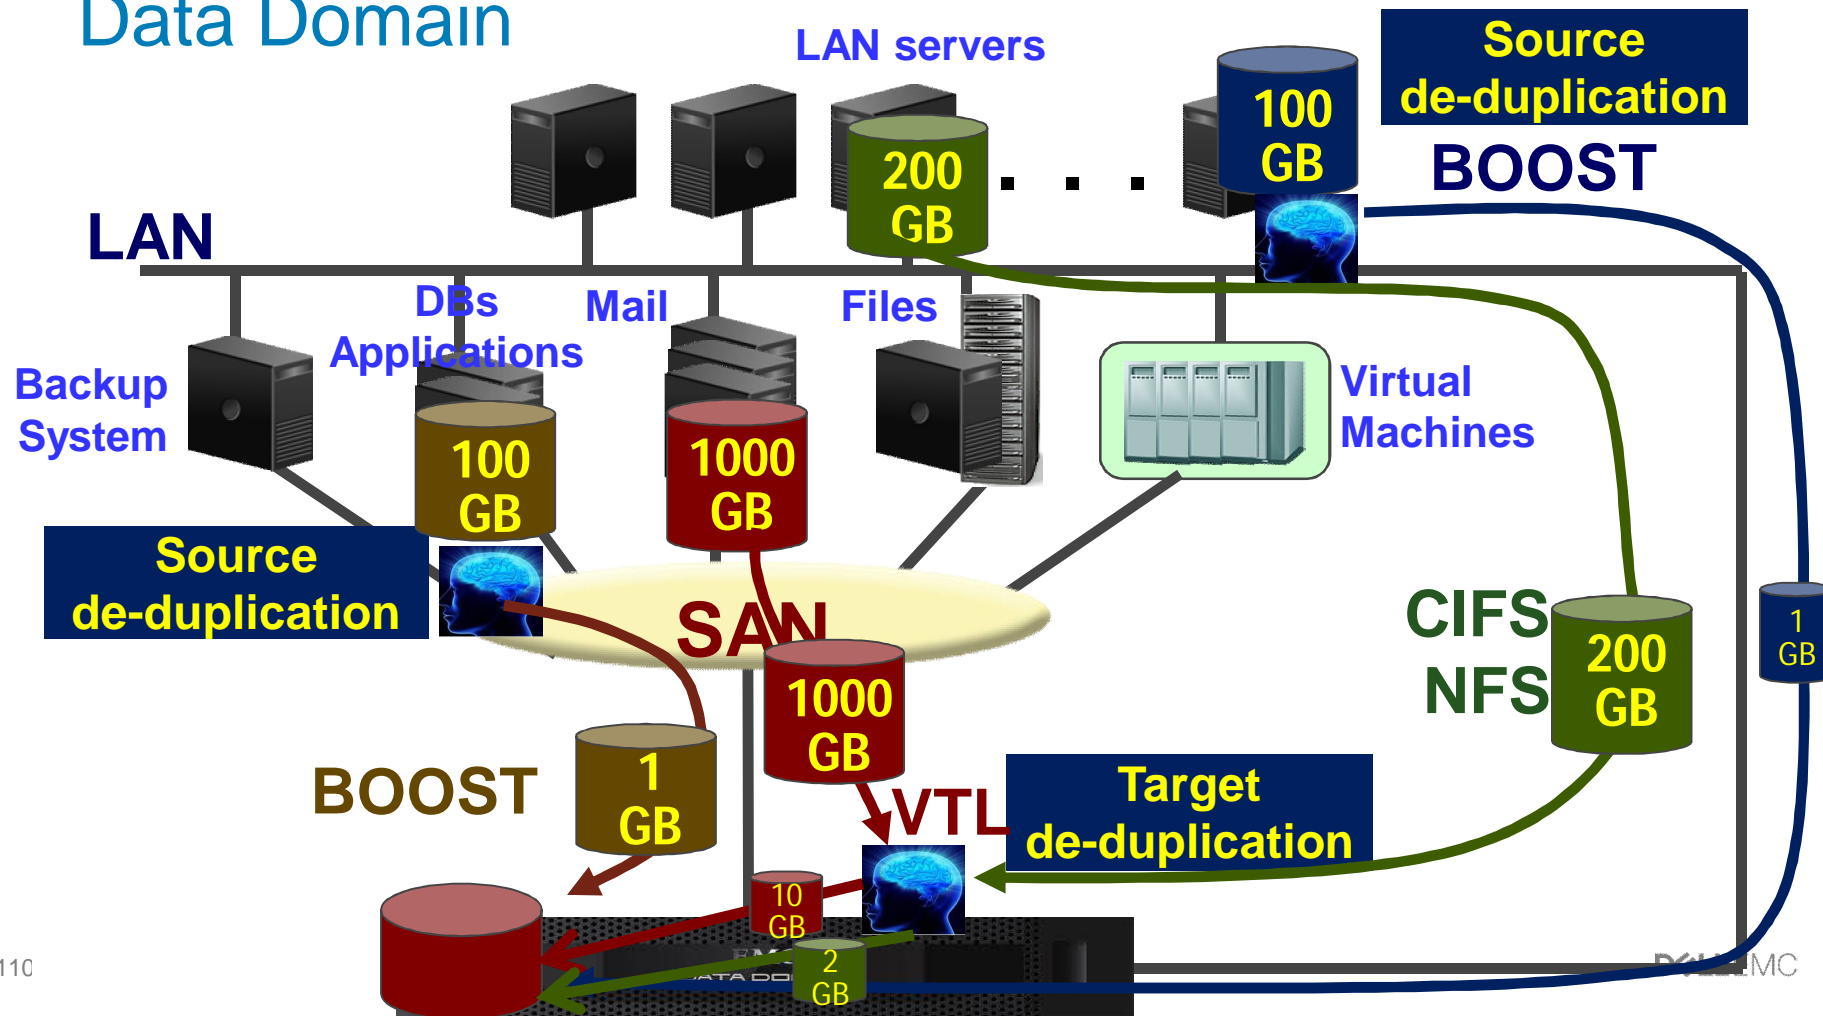 Data Domain
LAN servers
Source
de-duplication
BOOST
100
GB
200
GB
. . .
LAN
DBs
Applications
Mail
Files
Backup
System
Virtual
Machines
100
GB
1000
GB
Source
de-duplication
SAN
CIFS
NFS
200
GB
1
GB
1000
GB
BOOST
1
GB
VTL
Target
de-duplication
10
GB
2
GB
110